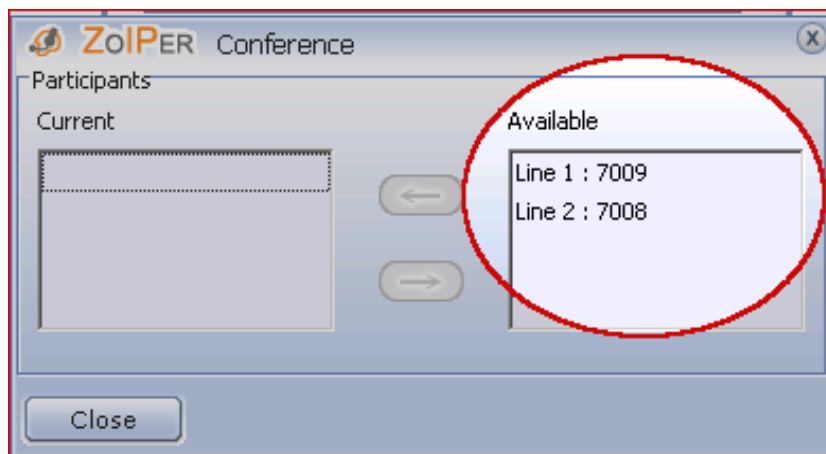 ZoIPER Conference
Participants
Current
Available
Line 1 : 7009
Line 2 : 7008
Close